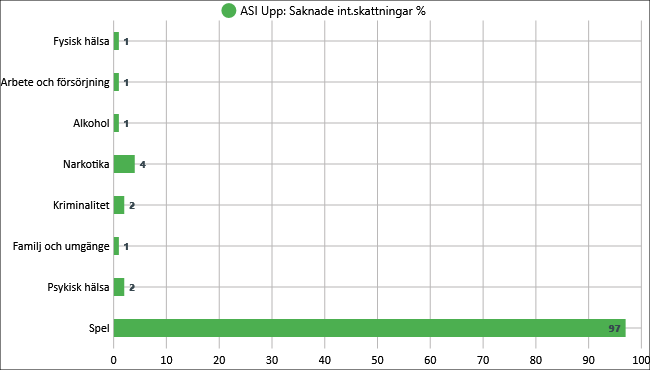 ASI Upp: Saknade int.skattningar %
Fysisk hälsa 1
Arbete och försörjning 1
Alkohol 1
Narkotika 4
Kriminalitet 2
Familj och umgänge 1
Psykisk hälsa 2
Spel 97
0 10 20 30 40 50 60 70 80 90 100